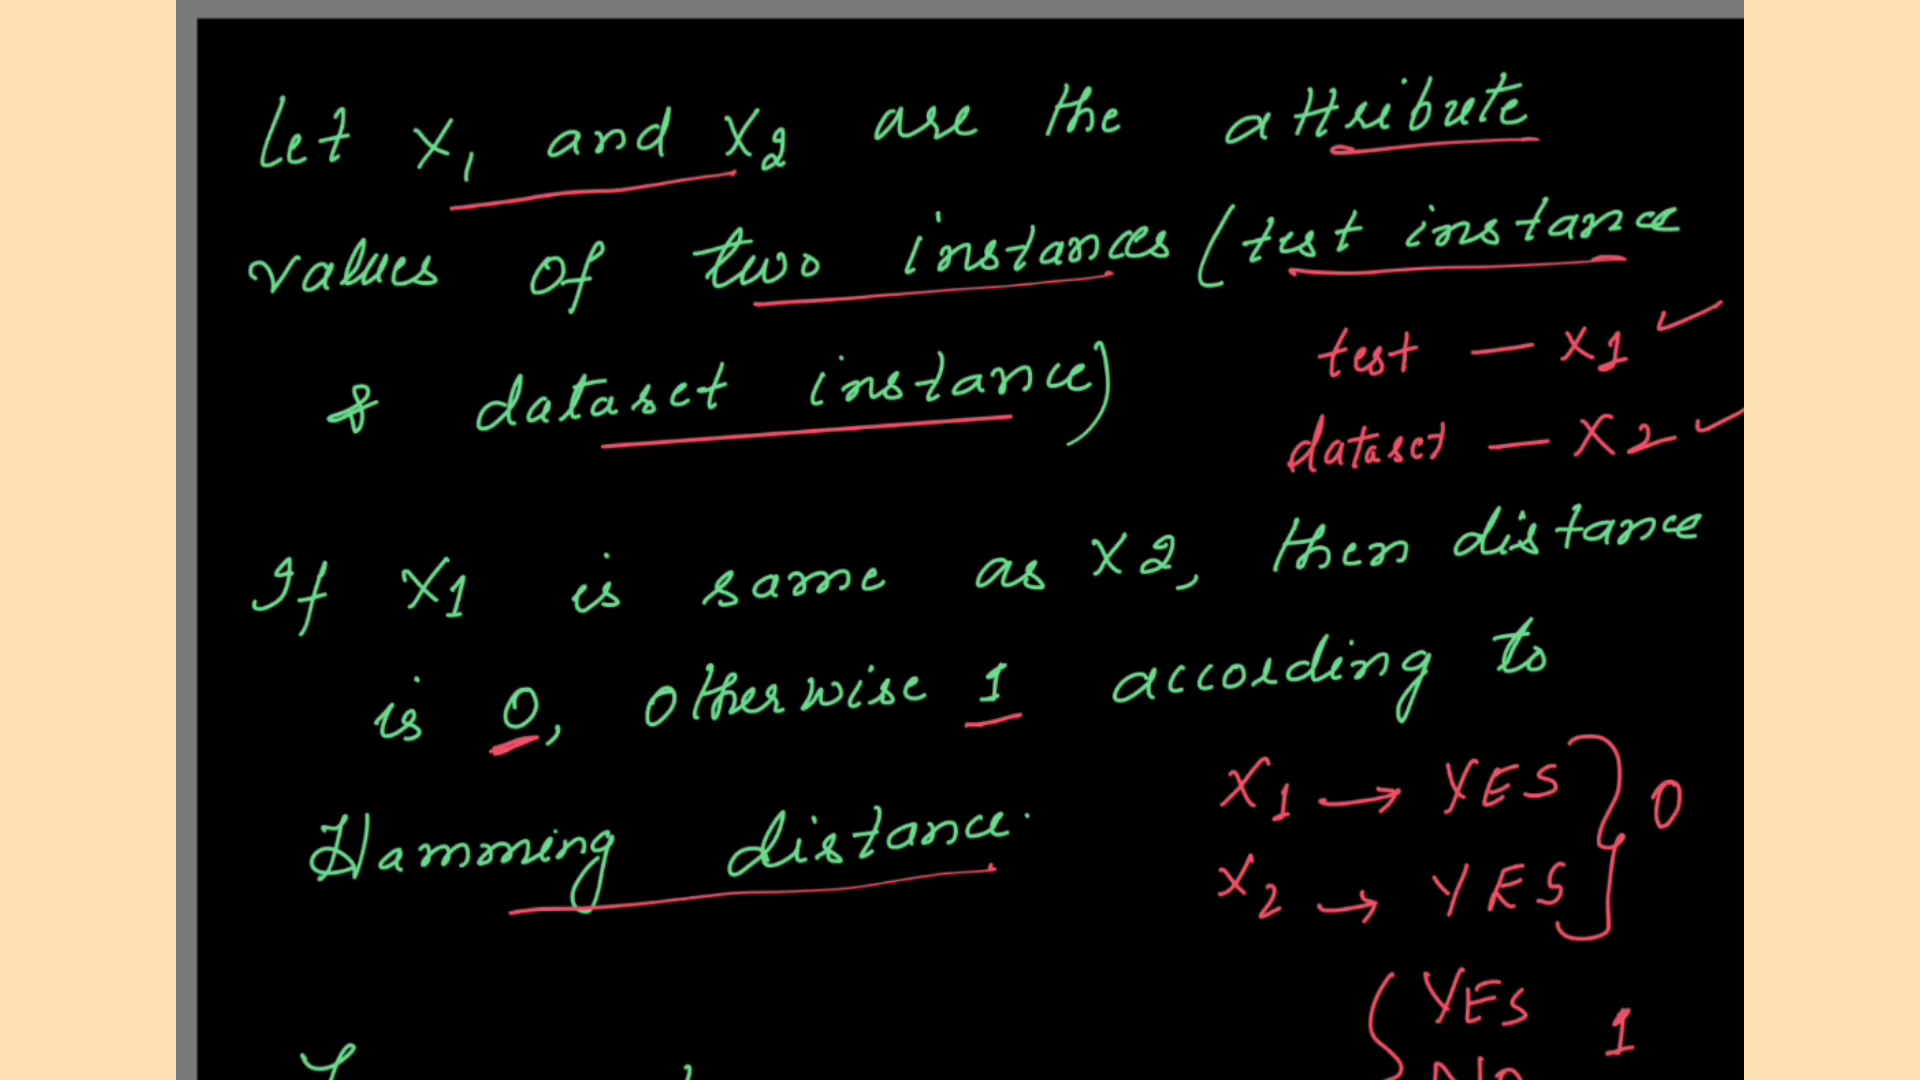 Let X1 and X2 are the attribute
values of two instances (test instance
& dataset instance)
test — X1 ✓
dataset — X2 ✓
If X1 is same as X2, then distance
is 0, otherwise 1 according to
Hamming distance.
X1 → YES
X2 → YES
0
YES
1
NO